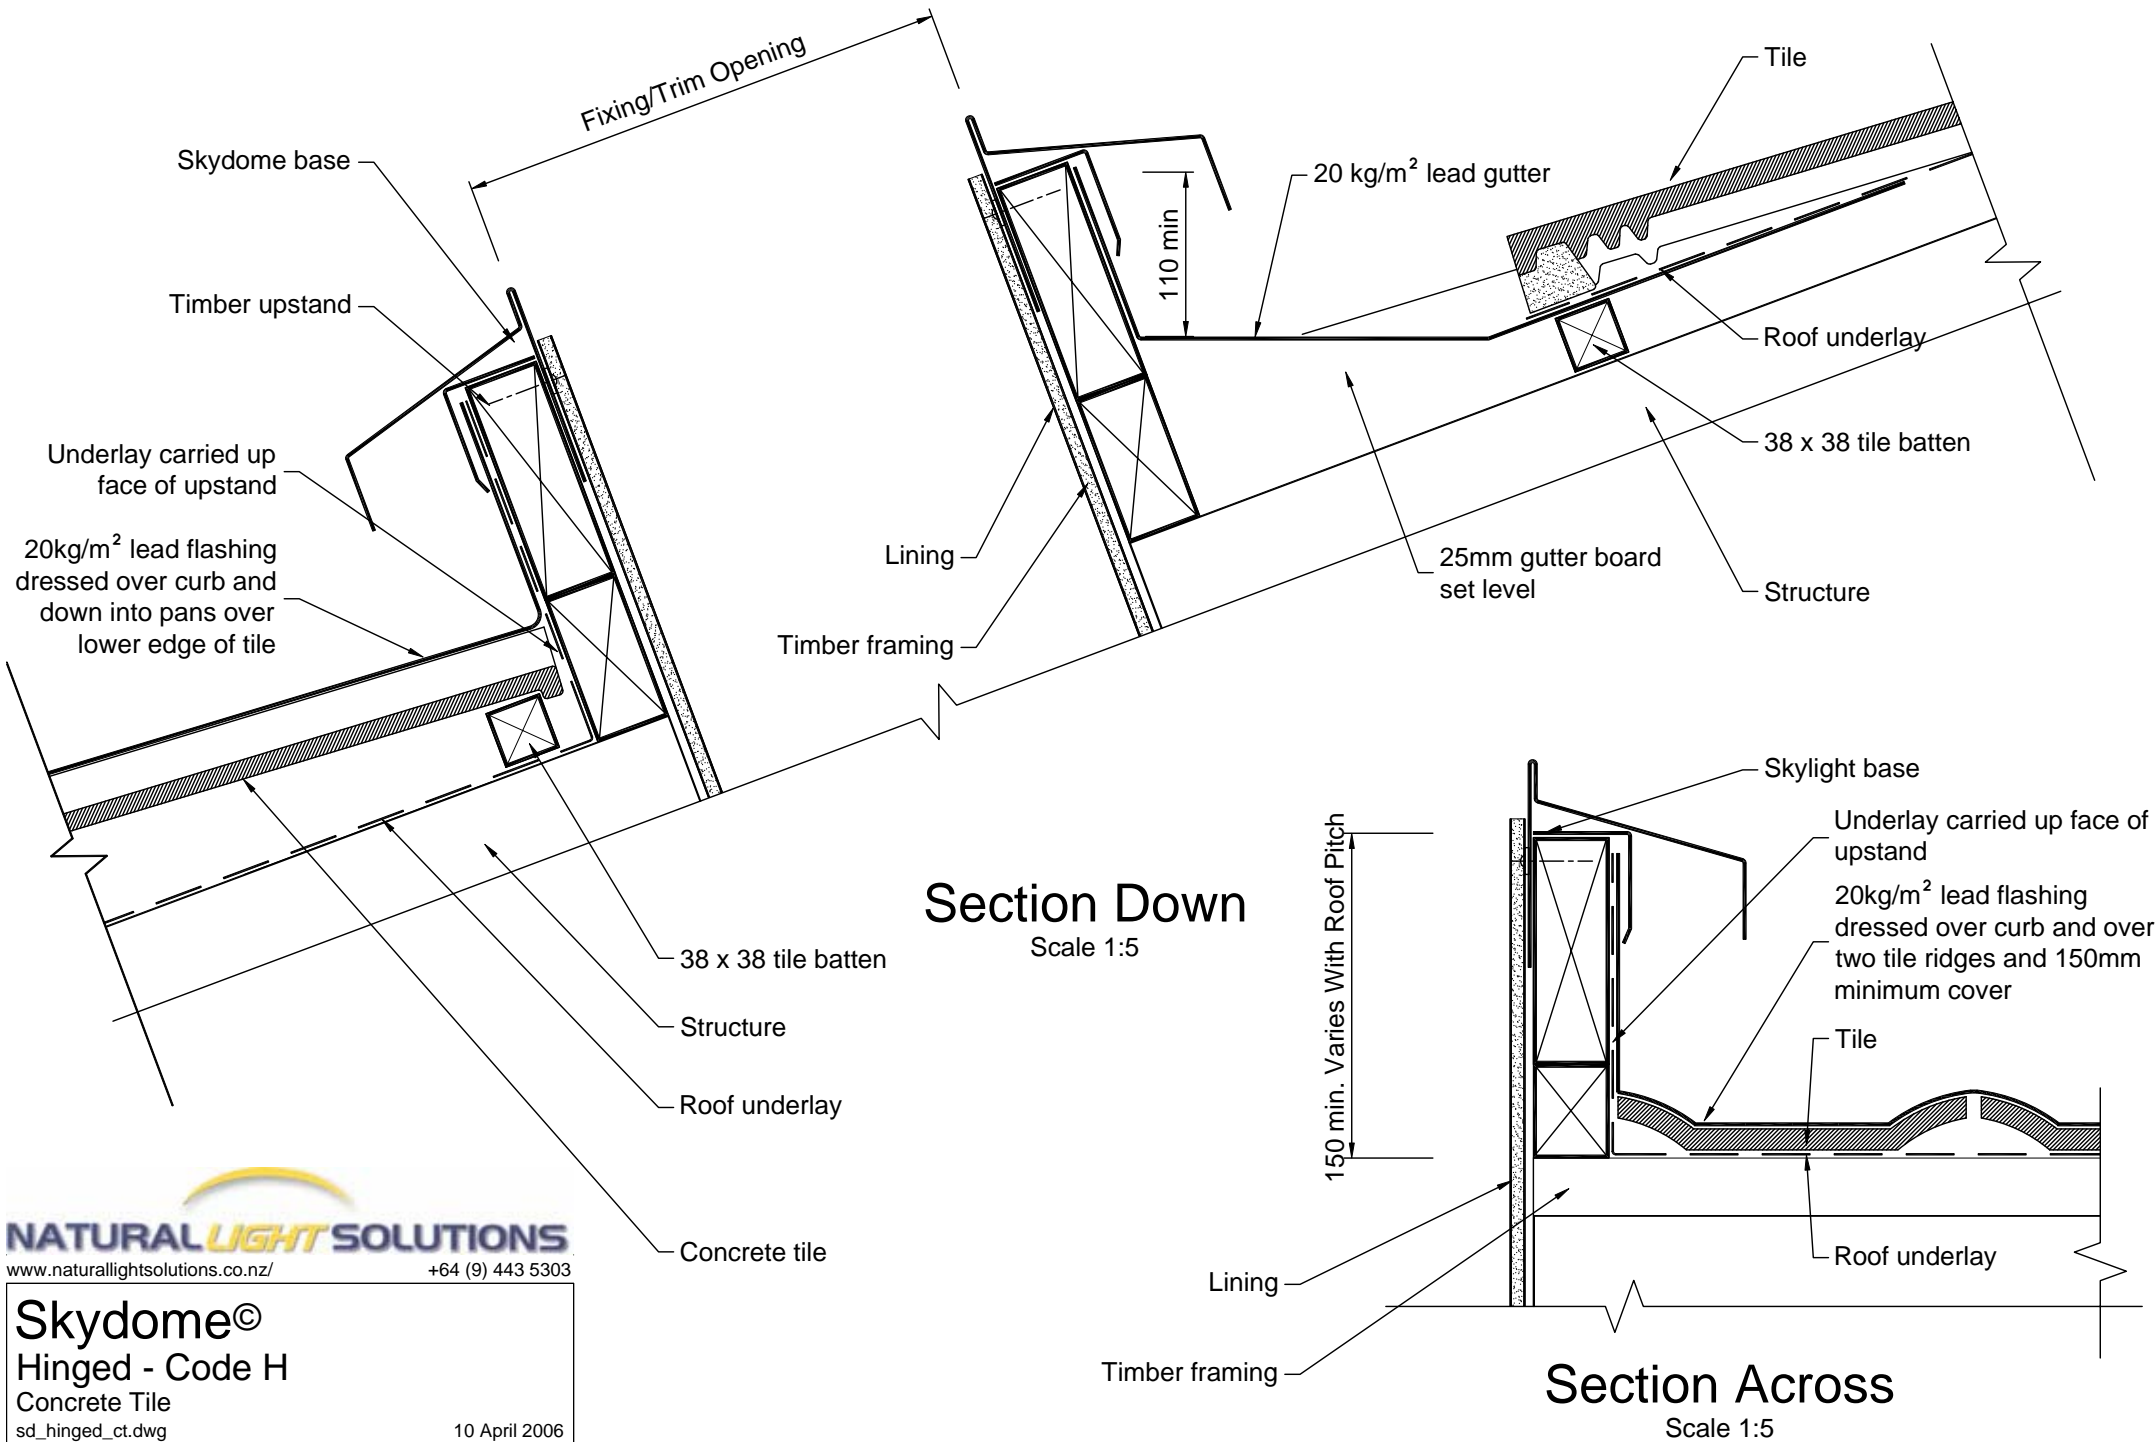 Fixing/Trim Opening
Tile
Skydome base
20 kg/m² lead gutter
110 min
Timber upstand
Roof underlay
38 x 38 tile batten
Underlay carried up
face of upstand
20kg/m² lead flashing
dressed over curb and
down into pans over
lower edge of tile
Lining
25mm gutter board
set level
Structure
Timber framing
Section Down
Scale 1:5
38 x 38 tile batten
Structure
Roof underlay
Concrete tile
Skylight base
150 min. Varies With Roof Pitch
Underlay carried up face of
upstand
20kg/m² lead flashing
dressed over curb and over
two tile ridges and 150mm
minimum cover
Tile
Roof underlay
Lining
Timber framing
Section Across
Scale 1:5
NATURAL LIGHT SOLUTIONS
www.naturallightsolutions.co.nz/ +64 (9) 443 5303
Skydome©
Hinged - Code H
Concrete Tile
sd_hinged_ct.dwg 10 April 2006